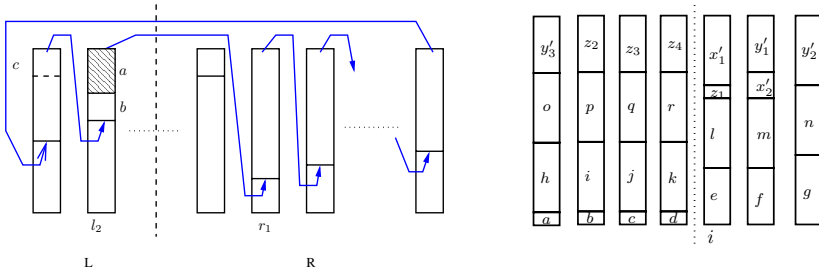 c
a
b
l₂
r₁
L
R
y′₃ z₂ z₃ z₄ x′₁ y′₁ y′₂
z₁ x′₂
o p q r l m n
h i j k e f g
a b c d
i